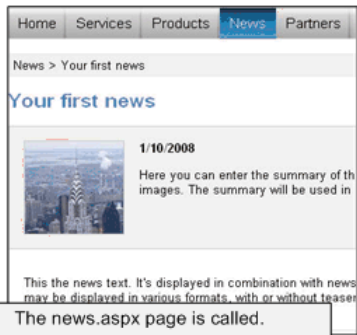 Home Services Products News Partners
News > Your first news
Your first news
1/10/2008
Here you can enter the summary of th
images. The summary will be used in
This the news text. It's displayed in combination with news
may be displayed in various formats, with or without teaser
The news.aspx page is called.